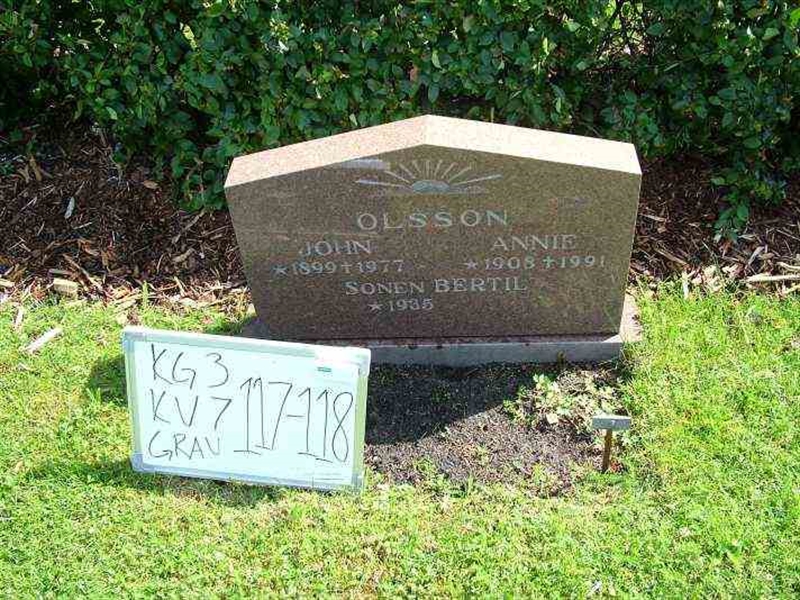 OLSSON
JOHN ANNIE
*1899†1977 *1908†1991
SONEN BERTIL
*1935
KG3
KV7
GRAV 117-118